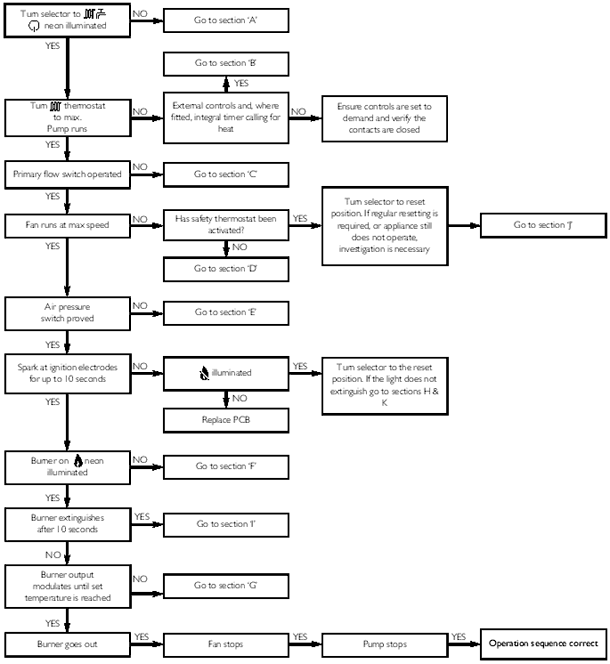 Turn selector to
neon illuminated
NO
Go to section 'A'
YES
Go to section 'B'
YES
Turn thermostat
to max.
Pump runs
NO
External controls and, where
fitted, integral timer calling for
heat
NO
Ensure controls are set to
demand and verify the
contacts are closed
YES
Primary flow switch operated
NO
Go to section 'C'
YES
Fan runs at max speed
NO
Has safety thermostat been
activated?
YES
Turn selector to reset
position. If regular resetting is
required, or appliance still
does not operate,
investigation is necessary
Go to section 'J'
YES
NO
Go to section 'D'
Air pressure
switch proved
NO
Go to section 'E'
YES
Spark at ignition electrodes
for up to 10 seconds
NO
illuminated
YES
Turn selector to the reset
position. If the light does not
extinguish go to sections H &
K
YES
NO
Replace PCB
Burner on neon
illuminated
NO
Go to section 'F'
YES
Burner extinguishes
after 10 seconds
YES
Go to section 'I'
NO
Burner output
modulates until set
temperature is reached
NO
Go to section 'G'
YES
Burner goes out
YES
Fan stops
YES
Pump stops
YES
Operation sequence correct